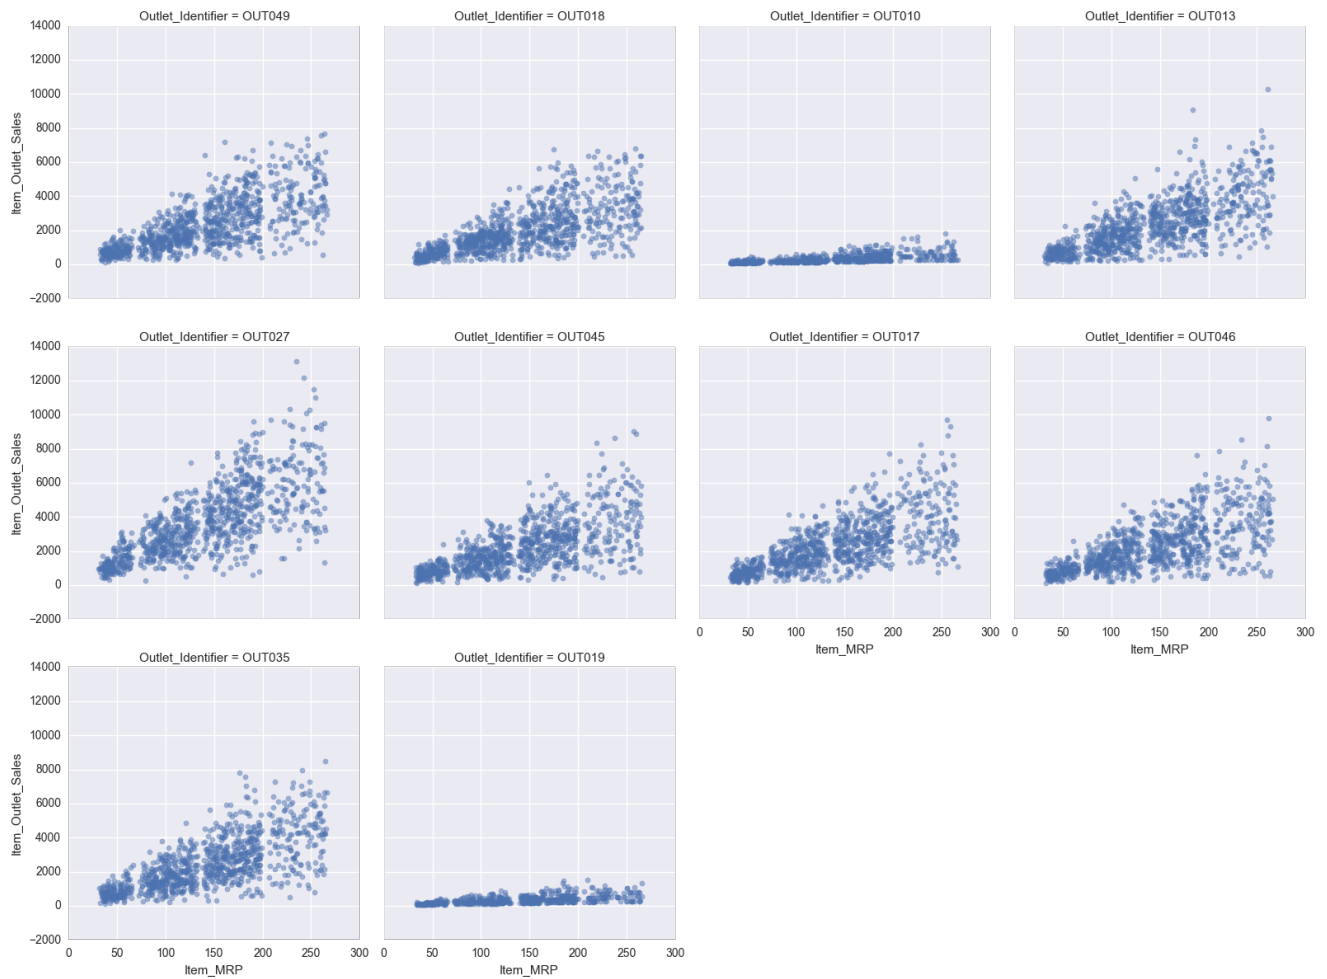 Outlet_Identifier = OUT049
Outlet_Identifier = OUT018
Outlet_Identifier = OUT010
Outlet_Identifier = OUT013
14000
12000
10000
8000
6000
4000
2000
0
−2000
Item_Outlet_Sales
Outlet_Identifier = OUT027
Outlet_Identifier = OUT045
Outlet_Identifier = OUT017
Outlet_Identifier = OUT046
14000
12000
10000
8000
6000
4000
2000
0
−2000
Item_Outlet_Sales
0 50 100 150 200 250 300
Item_MRP
0 50 100 150 200 250 300
Item_MRP
Outlet_Identifier = OUT035
Outlet_Identifier = OUT019
14000
12000
10000
8000
6000
4000
2000
0
−2000
Item_Outlet_Sales
0 50 100 150 200 250 300
Item_MRP
0 50 100 150 200 250 300
Item_MRP